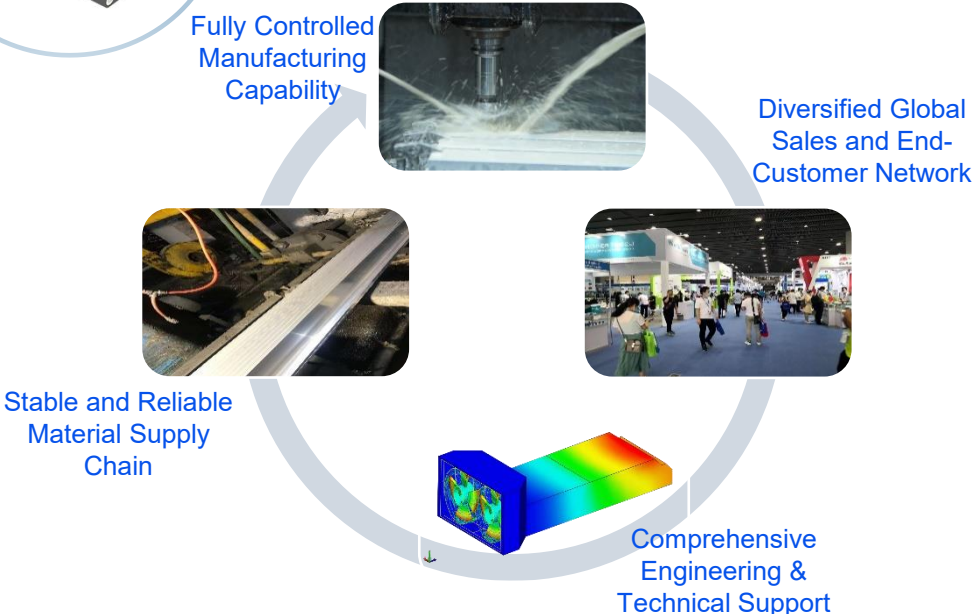 Fully Controlled
Manufacturing
Capability
Diversified Global
Sales and End-
Customer Network
Stable and Reliable
Material Supply
Chain
Comprehensive
Engineering &
Technical Support